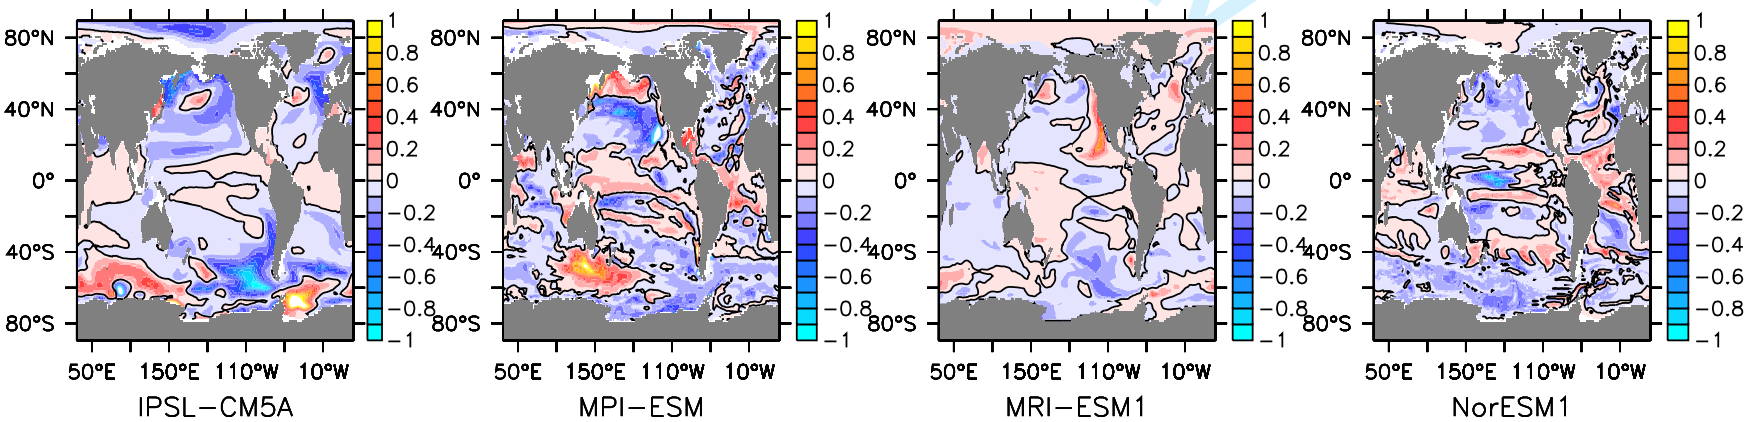 1 1 1 1
80°N 0.8 80°N 0.8 80°N 0.8 80°N 0.8
0.6 0.6 0.6 0.6
40°N 0.4 40°N 0.4 40°N 0.4 40°N 0.4
0.2 0.2 0.2 0.2
0° 0 0° 0 0° 0 0° 0
−0.2 −0.2 −0.2 −0.2
40°S −0.4 40°S −0.4 40°S −0.4 40°S −0.4
−0.6 −0.6 −0.6 −0.6
80°S −0.8 80°S −0.8 80°S −0.8 80°S −0.8
−1 −1 −1 −1
50°E 150°E 110°W 10°W 50°E 150°E 110°W 10°W 50°E 150°E 110°W 10°W 50°E 150°E 110°W 10°W
IPSL−CM5A MPI−ESM MRI−ESM1 NorESM1